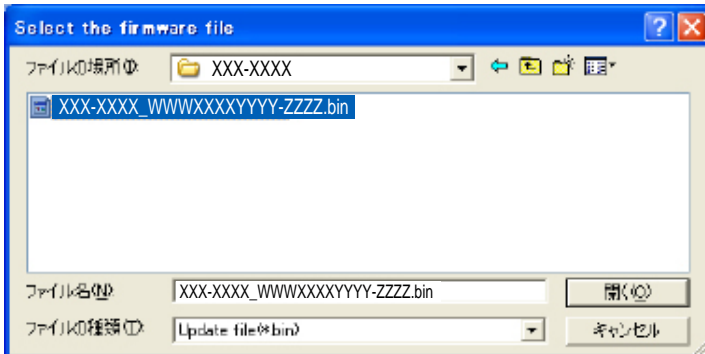 Select the firmware file
ファイルの場所(I): XXX-XXXX
XXX-XXXX_WWWXXXXYYYY-ZZZZ.bin
ファイル名(N): XXX-XXXX_WWWXXXXYYYY-ZZZZ.bin 開く(O)
ファイルの種類(T): Update file(*.bin) キャンセル